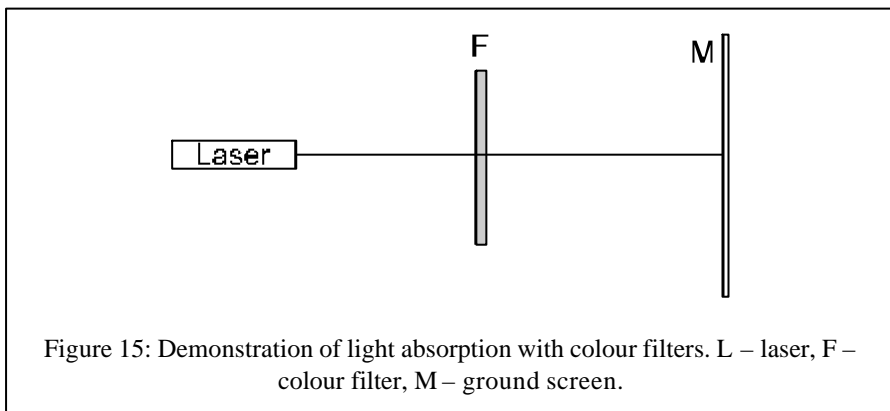 F
M
Laser
Figure 15: Demonstration of light absorption with colour filters. L – laser, F –
colour filter, M – ground screen.